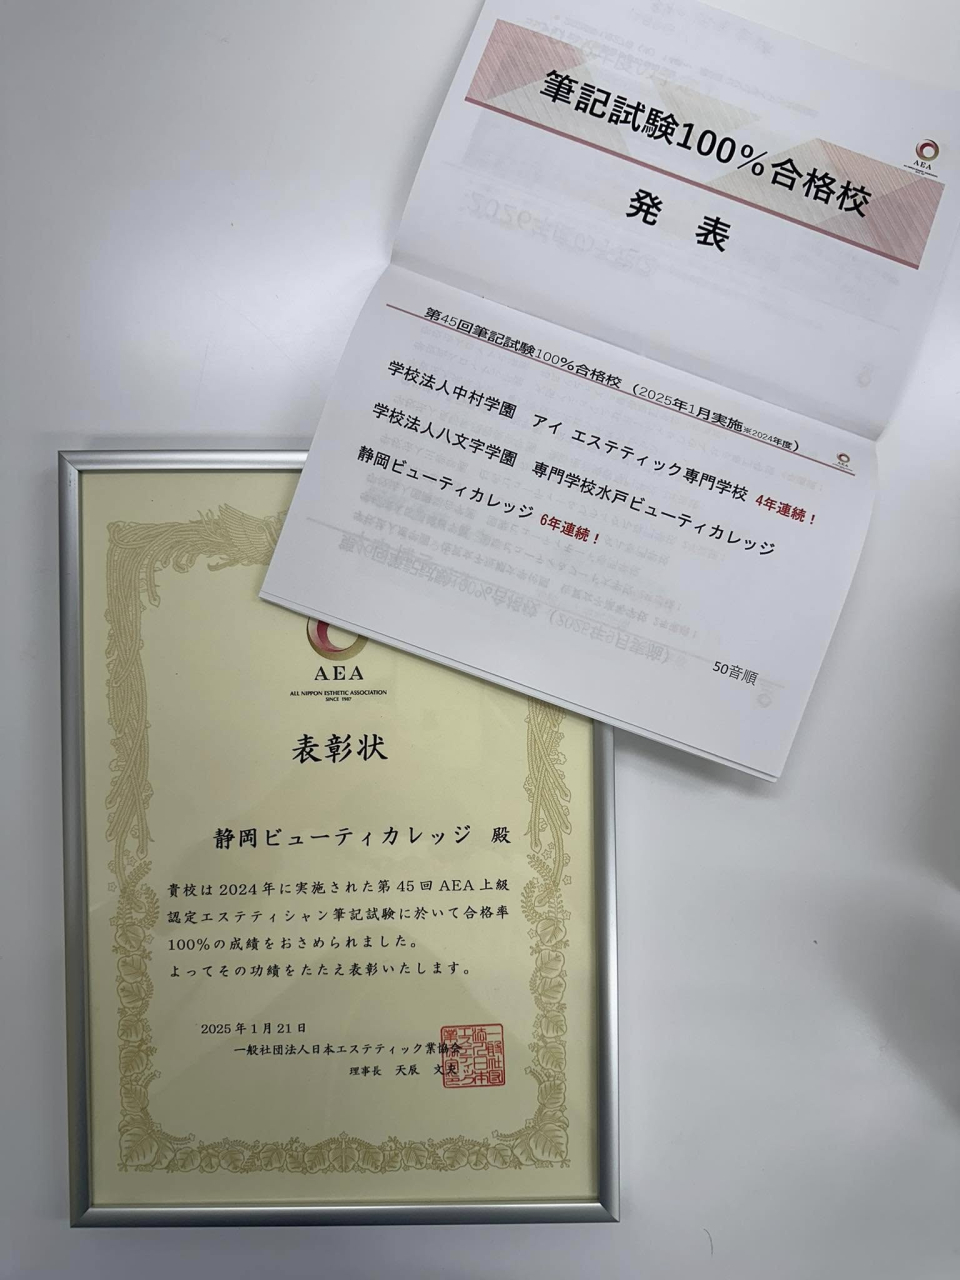 筆記試験100%合格校
AEA
発　表
第45回筆記試験100%合格校（2025年1月実施※2024年度）
学校法人中村学園　アイ エステティック専門学校 4年連続！
学校法人八文字学園　専門学校水戸ビューティカレッジ
静岡ビューティカレッジ 6年連続！
50音順
AEA
ALL NIPPON ESTHETIC ASSOCIATION
SINCE 1987
表彰状
静岡ビューティカレッジ　殿
貴校は2024年に実施された第45回AEA上級
認定エステティシャン筆記試験に於いて合格率
100%の成績をおさめられました。
よってその功績をたたえ表彰いたします。
2025年1月21日
一般社団法人日本エステティック業協会
理事長　天辰　文夫